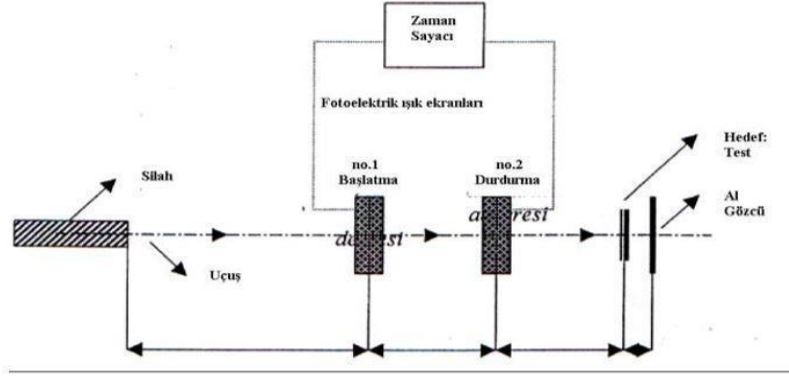 Zaman
Sayacı
Fotoelektrik ışık ekranları
no.1
Başlatma
no.2
Durdurma
Hedef:
Test
Silah
Al
Gözcü
Uçuş